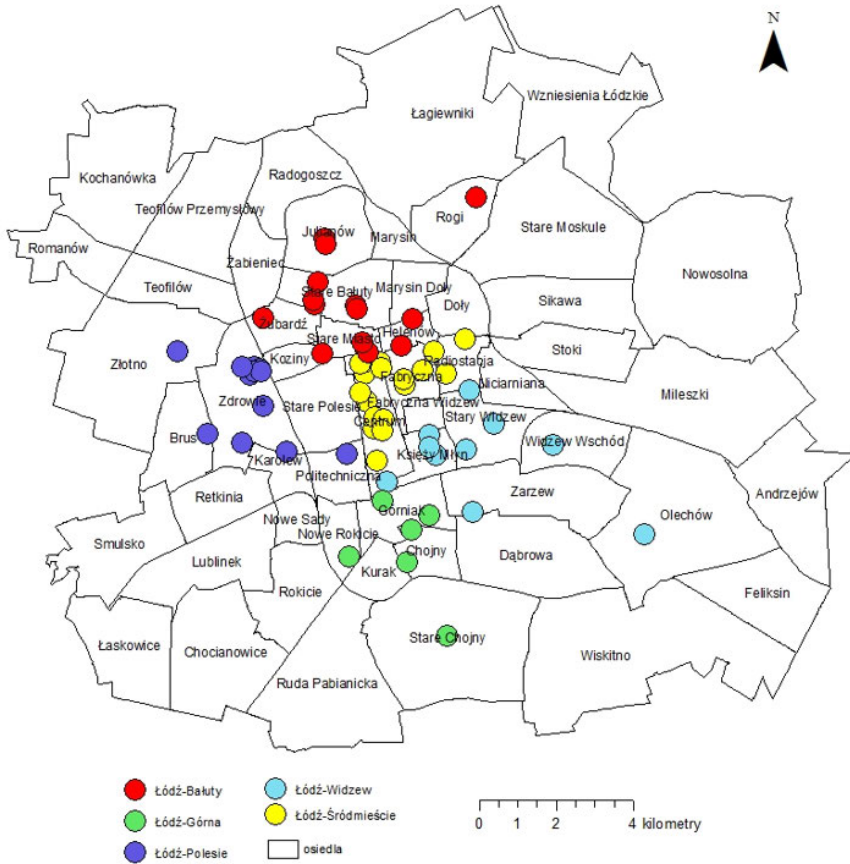 N
Wzniesienia Łódzkie
Łagiewniki
Kochanówka
Radogoszcz
Teofilów Przemysłowy
Rogi
Stare Moskule
Julianów
Marysin
Romanów
Żabieniec
Nowosolna
Teofilów
Stare Bałuty
Marysin Doły
Doły
Sikawa
Żubardź
Stare Miasto
Helenów
Złotno
Koziny
Radiostacja
Stoki
Fabryczna
Niciarniana
Mileszki
Zdrowie
Stare Polesie
Fabryczna Widzew
Centrum
Stary Widzew
Brus
Księży Młyn
Widzew Wschód
Karolew
Politechniczna
Retkinia
Zarzew
Andrzejów
Olechów
Nowe Sady
Górniak
Smulsko
Nowe Rokicie
Lublinek
Chojny
Dąbrowa
Kurak
Rokicie
Feliksin
Łaskowice
Chocianowice
Stare Chojny
Wiskitno
Ruda Pabianicka
Łódź-Bałuty
Łódź-Widzew
Łódź-Górna
Łódź-Śródmieście
Łódź-Polesie
osiedla
0 1 2 4 kilometry